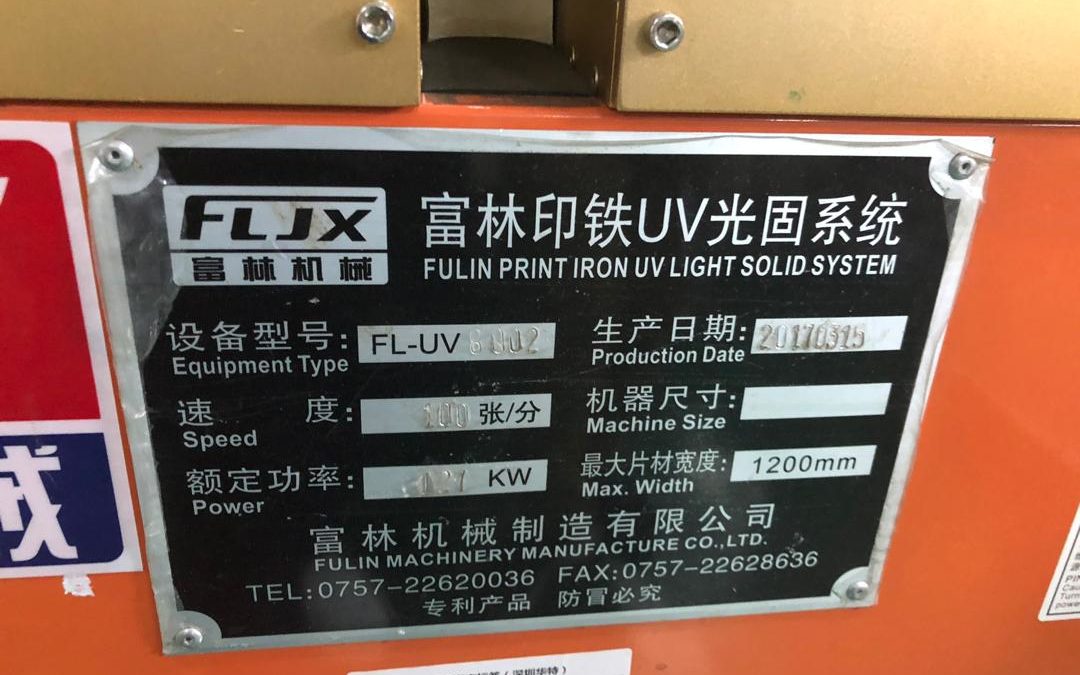 FLJX
富林机械
富林印铁UV光固系统
FULIN PRINT IRON UV LIGHT SOLID SYSTEM
设备型号: FL-UV 6002
Equipment Type
生产日期: 20170315
Production Date
速度: 100 张/分
Speed
机器尺寸:
Machine Size
额定功率: KW
Power
最大片材宽度: 1200mm
Max. Width
富林机械制造有限公司
FULIN MACHINERY MANUFACTURE CO.,LTD.
TEL:0757-22620036 FAX:0757-22628636
专利产品 防冒必究
械